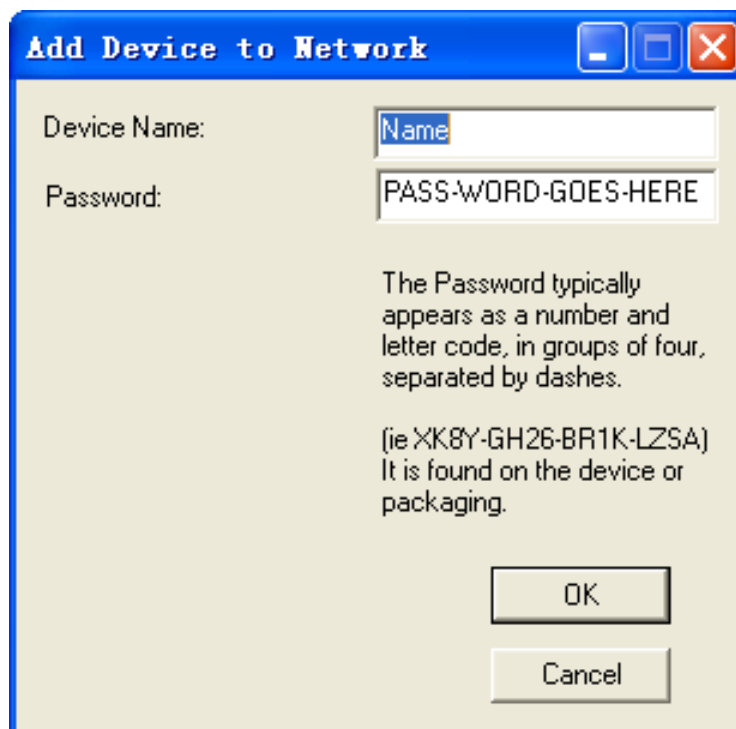 Add Device to Network
Device Name:
Name
Password:
PASS-WORD-GOES-HERE
The Password typically
appears as a number and
letter code, in groups of four,
separated by dashes.
(ie XK8Y-GH26-BR1K-LZSA)
It is found on the device or
packaging.
OK
Cancel